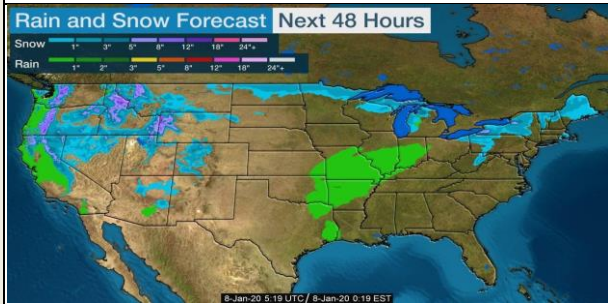 Rain and Snow Forecast Next 48 Hours
Snow
1" 3" 5" 8" 12" 18" 24"+
Rain
1" 2" 3" 5" 8" 12" 18" 24"+
8-Jan-20 5:19 UTC / 8-Jan-20 0:19 EST